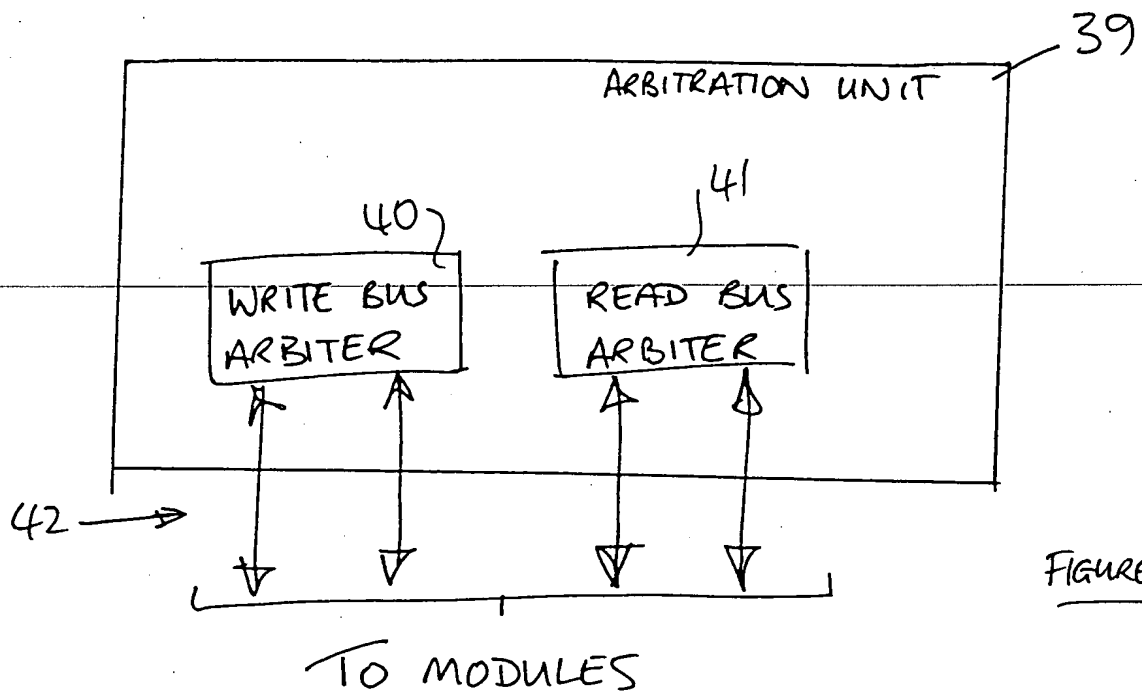 39
ARBITRATION UNIT
40
41
WRITE BUS
ARBITER
READ BUS
ARBITER
42
FIGURE
TO MODULES